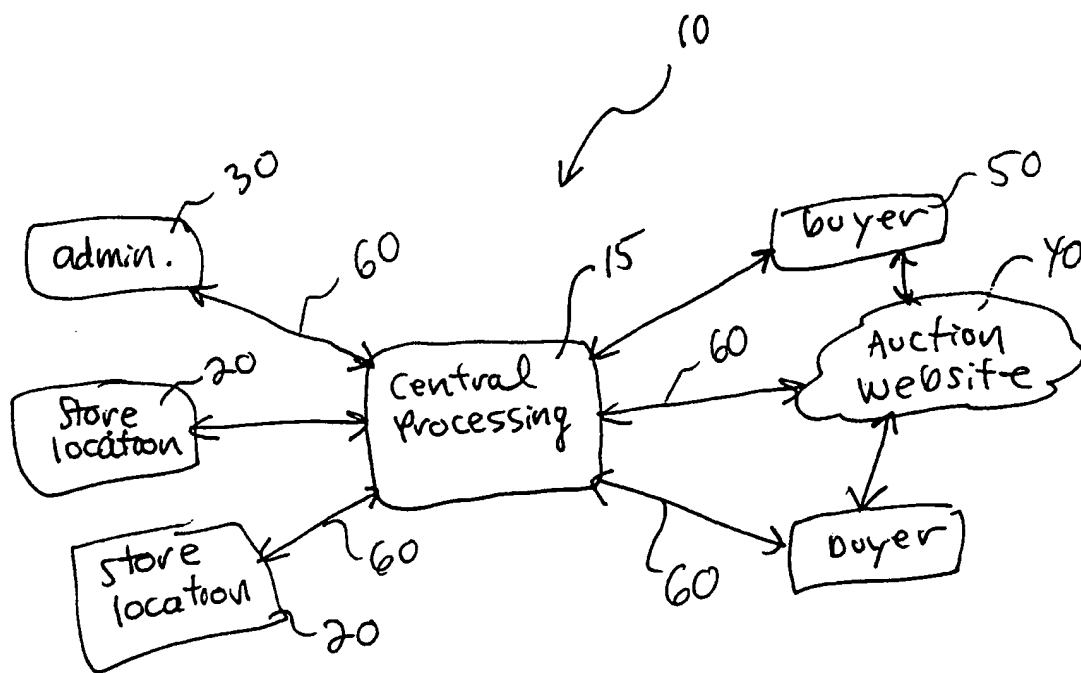 10
30
admin.
60
15
buyer
50
40
20
Store
location
Central
Processing
60
Auction
website
Store
location
60
20
60
buyer